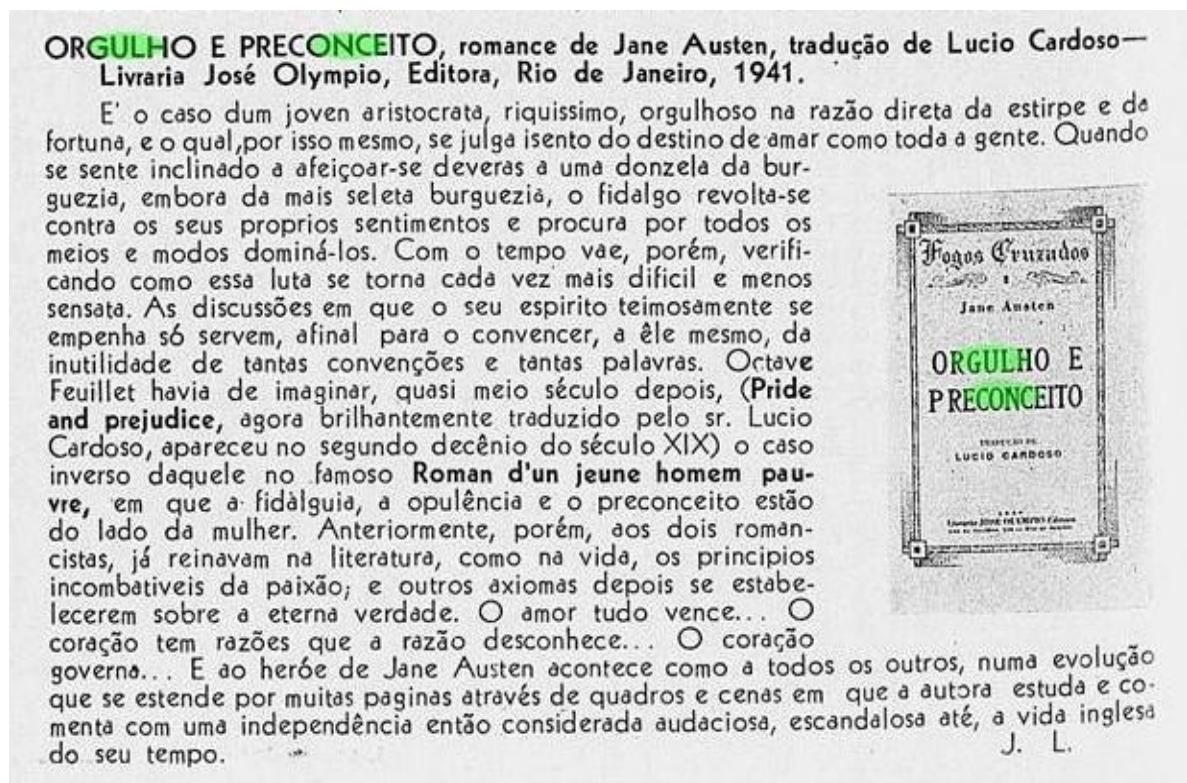 ORGULHO E PRECONCEITO, romance de Jane Austen, tradução de Lucio Cardoso—
Livraria José Olympio, Editora, Rio de Janeiro, 1941.
E' o caso dum joven aristocrata, riquissimo, orgulhoso na razão direta da estirpe e da
fortuna, e o qual,por isso mesmo, se julga isento do destino de amar como toda a gente. Quando
se sente inclinado a afeiçoar-se deveras a uma donzela da bur-
guezia, embora da mais seleta burguezia, o fidalgo revolta-se
contra os seus proprios sentimentos e procura por todos os
meios e modos dominá-los. Com o tempo vae, porém, verifi-
cando como essa luta se torna cada vez mais dificil e menos
sensata. As discussões em que o seu espirito teimosamente se
empenha só servem, afinal para o convencer, a êle mesmo, da
inutilidade de tantas convenções e tantas palavras. Octave
Feuillet havia de imaginar, quasi meio século depois, (Pride
and prejudice, agora brilhantemente traduzido pelo sr. Lucio
Cardoso, apareceu no segundo decênio do século XIX) o caso
inverso daquele no famoso Roman d'un jeune homem pau-
vre, em que a fidàlguia, a opulência e o preconceito estão
do lado da mulher. Anteriormente, porém, aos dois roman-
cistas, já reinavam na literatura, como na vida, os principios
incombativeis da paixão; e outros axiomas depois se estabe-
lecerem sobre a eterna verdade. O amor tudo vence... O
coração tem razões que a razão desconhece... O coração
governa... E ao heróe de Jane Austen acontece como a todos os outros, numa evolução
que se estende por muitas paginas através de quadros e cenas em que a autora estuda e co-
menta com uma independência então considerada audaciosa, escandalosa até, a vida inglesa
do seu tempo.
J. L.
Fogos Cruzados
1
Jane Austen
ORGULHO E
PRECONCEITO
TRADUÇÃO DE
LUCIO CARDOSO
Livraria JOSÉ OLYMPIO Editora